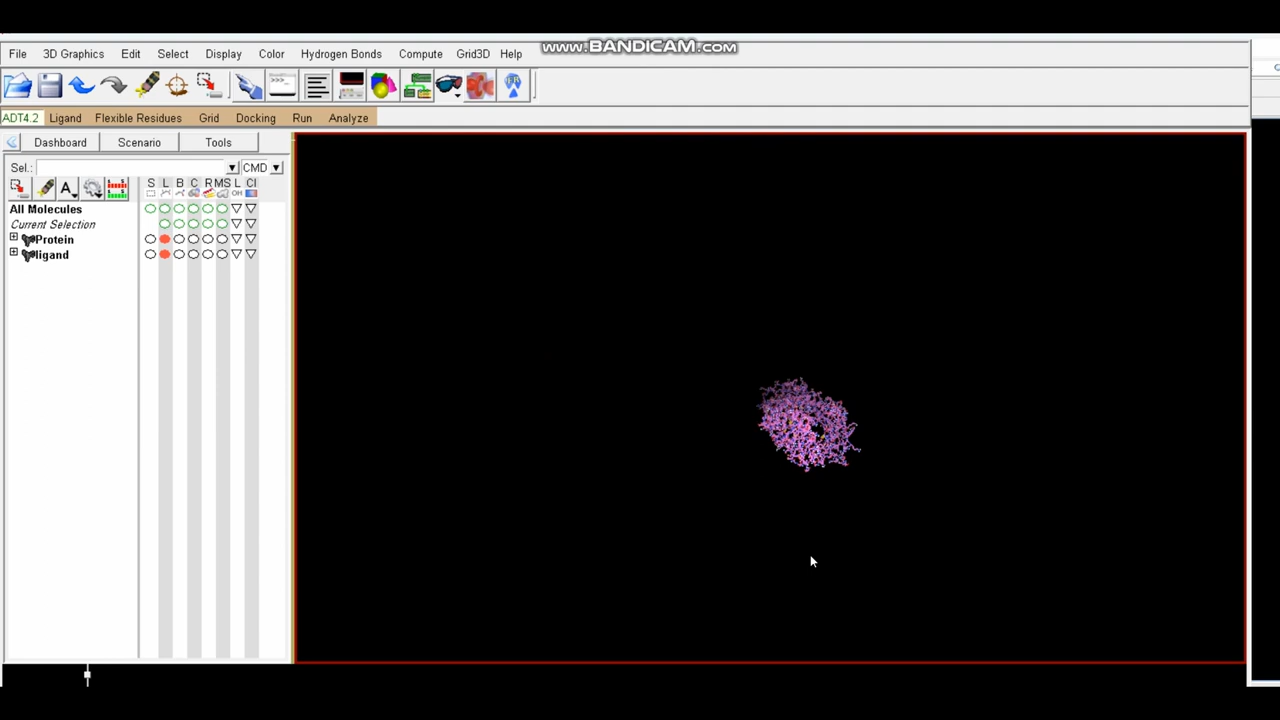 www.BANDICAM.com
File 3D Graphics Edit Select Display Color Hydrogen Bonds Compute Grid3D Help
ADT4.2 Ligand Flexible Residues Grid Docking Run Analyze
Dashboard Scenario Tools
Sel.: CMD
A S L B C R MS L Cl
All Molecules
Current Selection
Protein
ligand